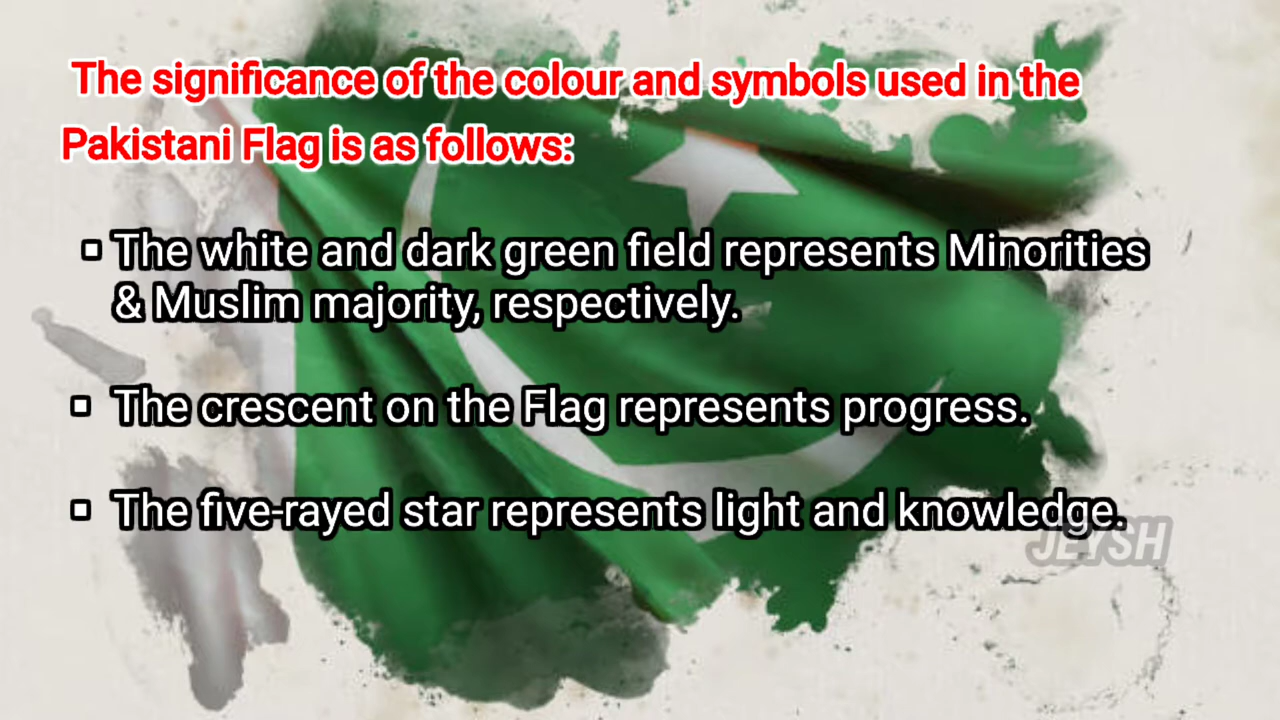 The significance of the colour and symbols used in the
Pakistani Flag is as follows:
▫ The white and dark green field represents Minorities
& Muslim majority, respectively.
▫ The crescent on the Flag represents progress.
▫ The five-rayed star represents light and knowledge.
JEYSH